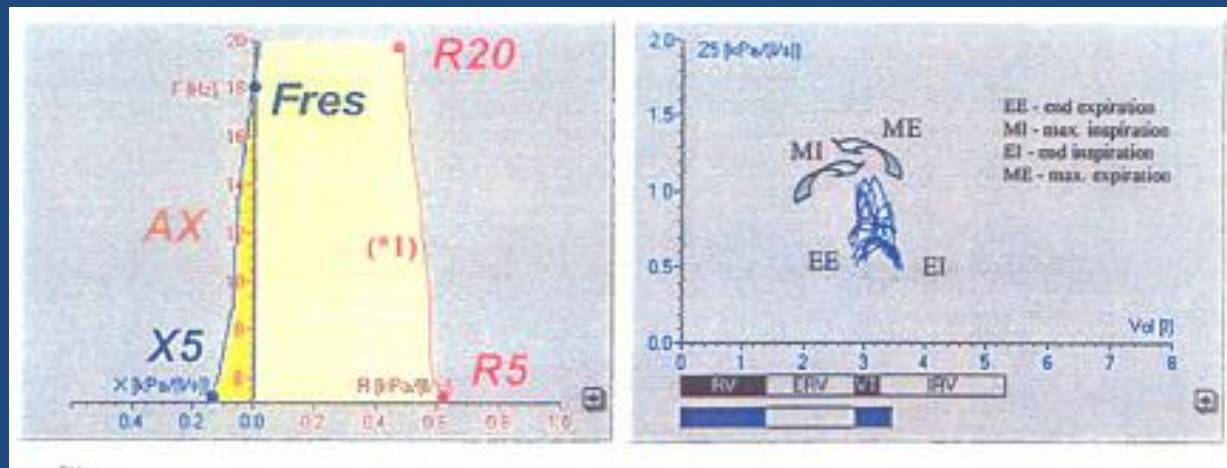 20
R20
F [Hz] 18
Fres
16
14
AX
12
(*1)
10
X5
8
R5
X [kPa/(l/s)]
0.4 0.2 0.0 0.2 0.4 0.6 0.8 1.0
2.0
Z5 [kPa/(l/s)]
EE - end expiration
MI - max. inspiration
EI - end inspiration
ME - max. expiration
1.5
ME
MI
1.0
EE
EI
0.5
Vol [l]
0.0
0 1 2 3 4 5 6 7 8
RV ERV IRV